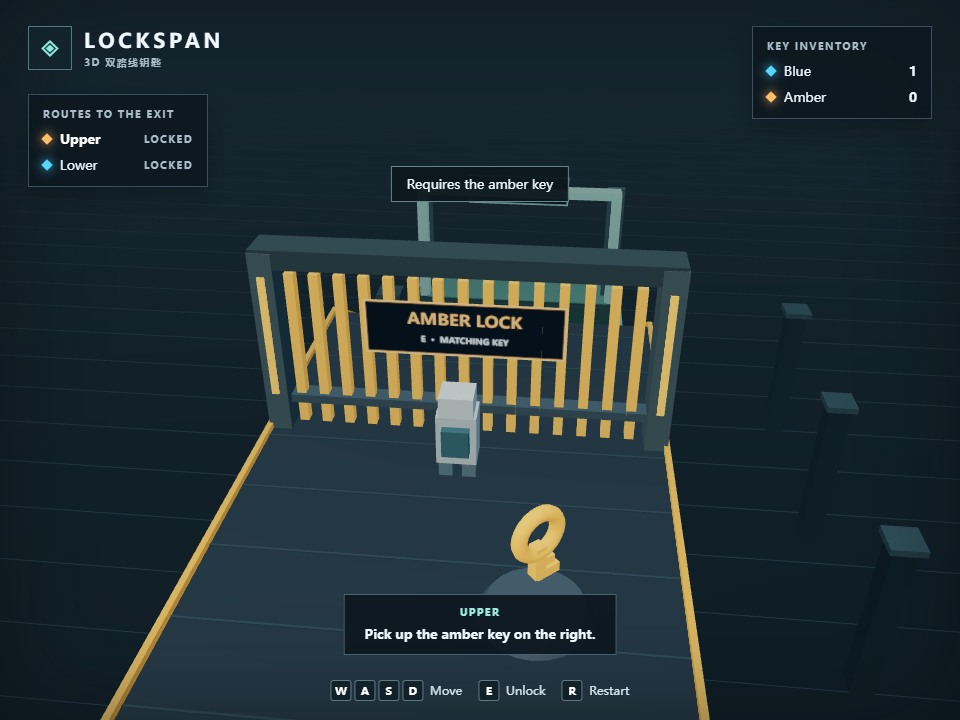 LOCKSPAN
3D 双路线钥匙
ROUTES TO THE EXIT
Upper LOCKED
Lower LOCKED
KEY INVENTORY
Blue 1
Amber 0
Requires the amber key
AMBER LOCK
E • MATCHING KEY
UPPER
Pick up the amber key on the right.
W A S D Move E Unlock R Restart